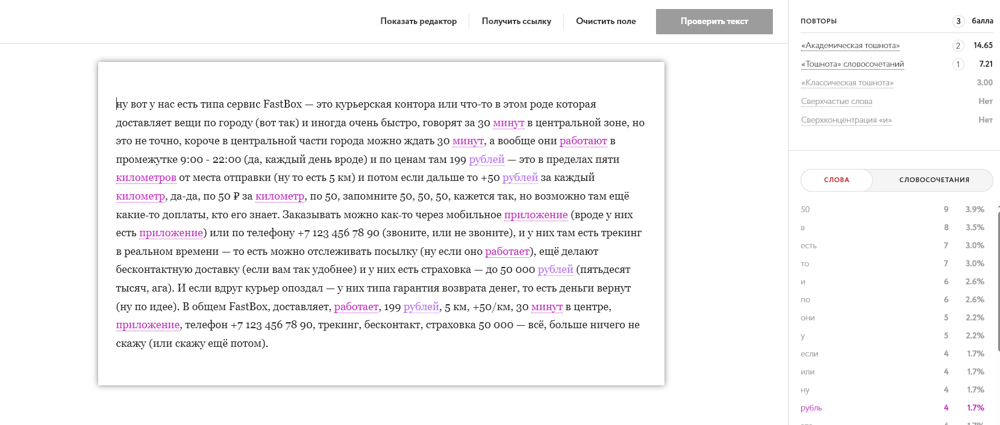 Показать редактор
Получить ссылку
Очистить поле
Проверить текст
ну вот у нас есть типа сервис FastBox — это курьерская контора или что-то в этом роде которая
доставляет вещи по городу (вот так) и иногда очень быстро, говорят за 30 минут в центральной зоне, но
это не точно, короче в центральной части города можно ждать 30 минут, а вообще они работают в
промежутке 9:00 - 22:00 (да, каждый день вроде) и по ценам там 199 рублей — это в пределах пяти
километров от места отправки (ну то есть 5 км) и потом если дальше то +50 рублей за каждый
километр, да-да, по 50 ₽ за километр, по 50, запомните 50, 50, 50, кажется так, но возможно там ещё
какие-то доплаты, кто его знает. Заказывать можно как-то через мобильное приложение (вроде у них
есть приложение) или по телефону +7 123 456 78 90 (звоните, или не звоните), и у них там есть трекинг
в реальном времени — то есть можно отслеживать посылку (ну если оно работает), ещё делают
бесконтактную доставку (если вам так удобнее) и у них есть страховка — до 50 000 рублей (пятьдесят
тысяч, ага). И если вдруг курьер опоздал — у них типа гарантия возврата денег, то есть деньги вернут
(ну по идее). В общем FastBox, доставляет, работает, 199 рублей, 5 км, +50/км, 30 минут в центре,
приложение, телефон +7 123 456 78 90, трекинг, бесконтакт, страховка 50 000 — всё, больше ничего не
скажу (или скажу ещё потом).
ПОВТОРЫ 3 балла
«Академическая тошнота» 2 14.65
«Тошнота» словосочетаний 1 7.21
«Классическая тошнота» 3.00
Сверхчастые слова Нет
Сверхконцентрация «и» Нет
СЛОВА СЛОВОСОЧЕТАНИЯ
50 9 3.9%
в 8 3.5%
есть 7 3.0%
то 7 3.0%
и 6 2.6%
по 6 2.6%
они 5 2.2%
у 5 2.2%
если 4 1.7%
или 4 1.7%
ну 4 1.7%
рубль 4 1.7%